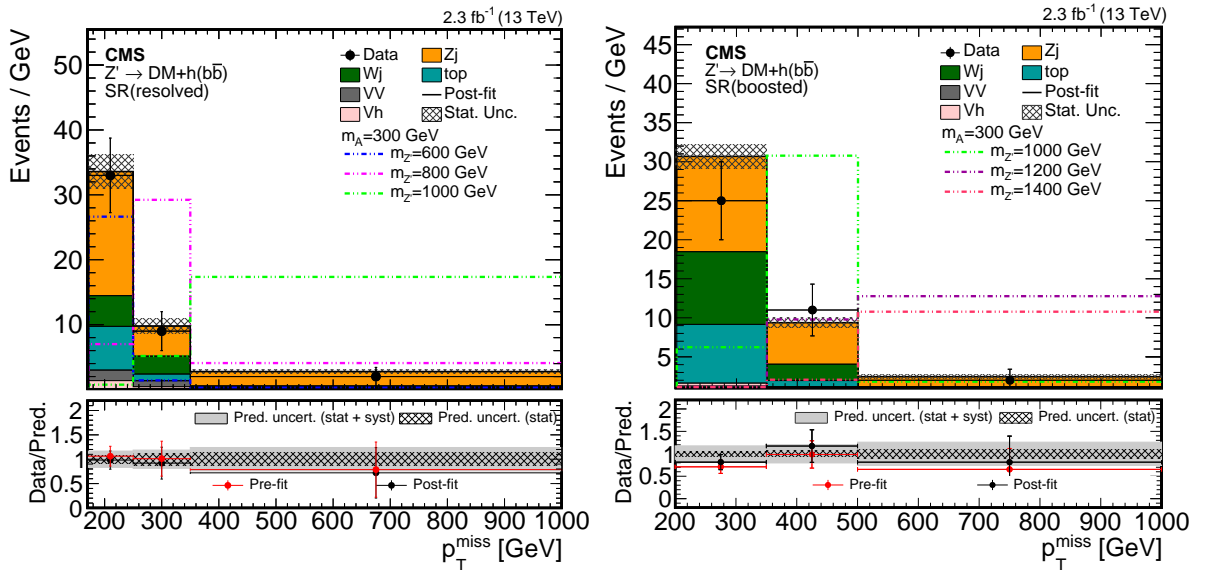 2.3 fb⁻¹ (13 TeV)
CMS
Z' → DM+h(bb̅)
SR(resolved)
Data
Zj
Wj
top
VV
Post-fit
Vh
Stat. Unc.
m_A=300 GeV
m_Z'=600 GeV
m_Z'=800 GeV
m_Z'=1000 GeV
Events / GeV
50
40
30
20
10
Pred. uncert. (stat + syst)
Pred. uncert. (stat)
Pre-fit
Post-fit
Data/Pred.
2
1.5
1
0.5
0
200 300 400 500 600 700 800 900 1000
p_T^miss [GeV]
2.3 fb⁻¹ (13 TeV)
CMS
Z' → DM+h(bb̅)
SR(boosted)
Data
Zj
Wj
top
VV
Post-fit
Vh
Stat. Unc.
m_A=300 GeV
m_Z'=1000 GeV
m_Z'=1200 GeV
m_Z'=1400 GeV
Events / GeV
45
40
35
30
25
20
15
10
5
Pred. uncert. (stat + syst)
Pred. uncert. (stat)
Pre-fit
Post-fit
Data/Pred.
2
1.5
1
0.5
0
200 300 400 500 600 700 800 900 1000
p_T^miss [GeV]